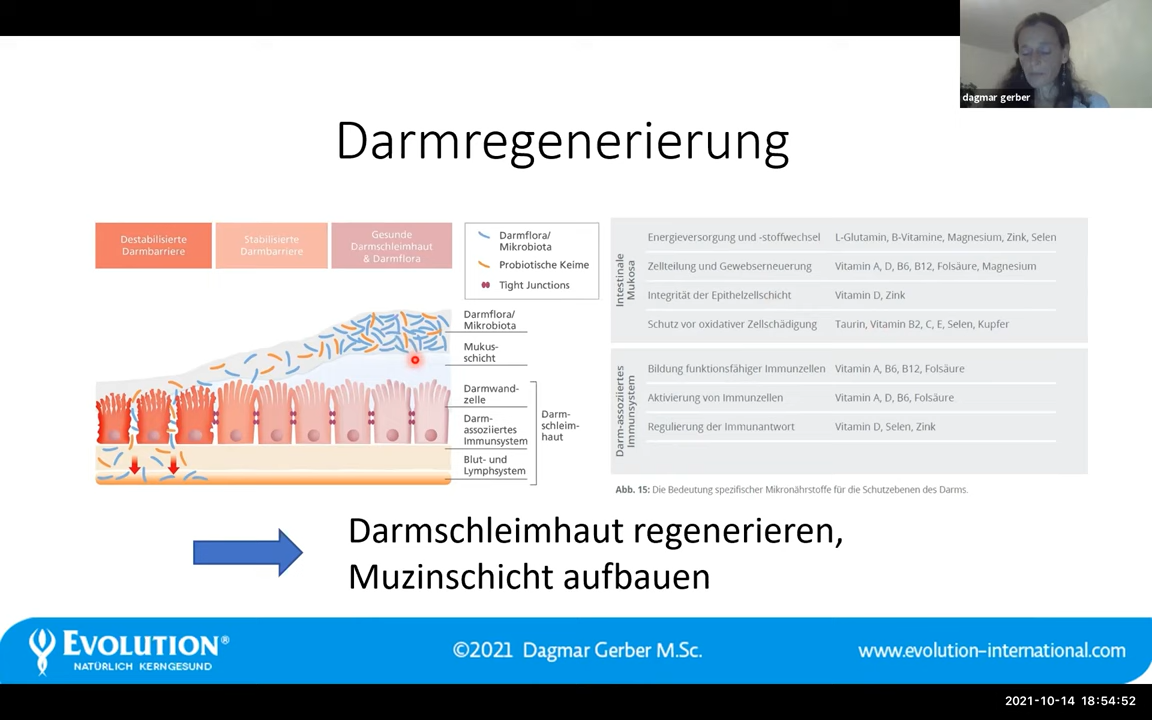 dagmar gerber
Darmregenerierung
Destabilisierte
Darmbarriere
Stabilisierte
Darmbarriere
Gesunde
Darmschleimhaut
& Darmflora
Darmflora/
Mikrobiota
Probiotische Keime
Tight Junctions
Darmflora/
Mikrobiota
Mukus-
schicht
Darmwand-
zelle
Darm-
assoziiertes
Immunsystem
Blut- und
Lymphsystem
Darm-
schleim-
haut
Intestinale
Mukosa
Energieversorgung und -stoffwechsel L-Glutamin, B-Vitamine, Magnesium, Zink, Selen
Zellteilung und Gewebserneuerung Vitamin A, D, B6, B12, Folsäure, Magnesium
Integrität der Epithelzellschicht Vitamin D, Zink
Schutz vor oxidativer Zellschädigung Taurin, Vitamin B2, C, E, Selen, Kupfer
Darm-assoziiertes
Immunsystem
Bildung funktionsfähiger Immunzellen Vitamin A, B6, B12, Folsäure
Aktivierung von Immunzellen Vitamin A, D, B6, Folsäure
Regulierung der Immunantwort Vitamin D, Selen, Zink
Abb. 15: Die Bedeutung spezifischer Mikronährstoffe für die Schutzebenen des Darms.
Darmschleimhaut regenerieren,
Muzinschicht aufbauen
EVOLUTION®
NATÜRLICH KERNGESUND
©2021 Dagmar Gerber M.Sc.
www.evolution-international.com
2021-10-14 18:54:52